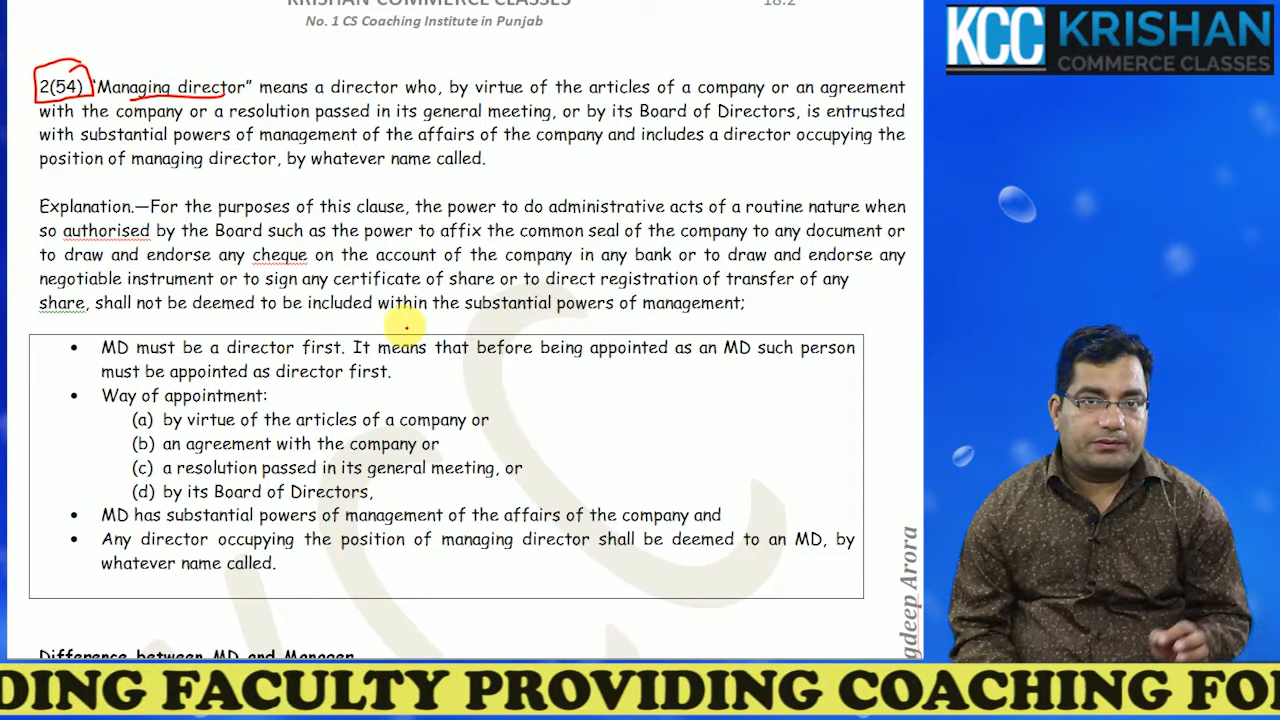 KRISHAN COMMERCE CLASSES
18.2
No. 1 CS Coaching Institute in Punjab
KCC KRISHAN
COMMERCE CLASSES
2(54) “Managing director” means a director who, by virtue of the articles of a company or an agreement
with the company or a resolution passed in its general meeting, or by its Board of Directors, is entrusted
with substantial powers of management of the affairs of the company and includes a director occupying the
position of managing director, by whatever name called.
Explanation.—For the purposes of this clause, the power to do administrative acts of a routine nature when
so authorised by the Board such as the power to affix the common seal of the company to any document or
to draw and endorse any cheque on the account of the company in any bank or to draw and endorse any
negotiable instrument or to sign any certificate of share or to direct registration of transfer of any
share, shall not be deemed to be included within the substantial powers of management;
• MD must be a director first. It means that before being appointed as an MD such person
must be appointed as director first.
• Way of appointment:
(a) by virtue of the articles of a company or
(b) an agreement with the company or
(c) a resolution passed in its general meeting, or
(d) by its Board of Directors,
• MD has substantial powers of management of the affairs of the company and
• Any director occupying the position of managing director shall be deemed to an MD, by
whatever name called.
gdeep Arora
Difference between MD and Manager
DING FACULTY PROVIDING COACHING FO